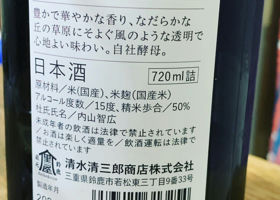 豊かで華やかな香り、なだらかな
丘の草原にそよぐ風のような透明で
心地よい味わい。自社酵母。
日本酒
720ml詰
原材料/米(国産)、米麹(国産米)
アルコール度数/15度、精米歩合/50%
杜氏氏名/内山智広
未成年者の飲酒は法律で禁止されています
お酒は楽しく適量を/飲酒運転は法律で
禁止されています
清水清三郎商店株式会社
三重県鈴鹿市若松東三丁目9番33号
製造年月